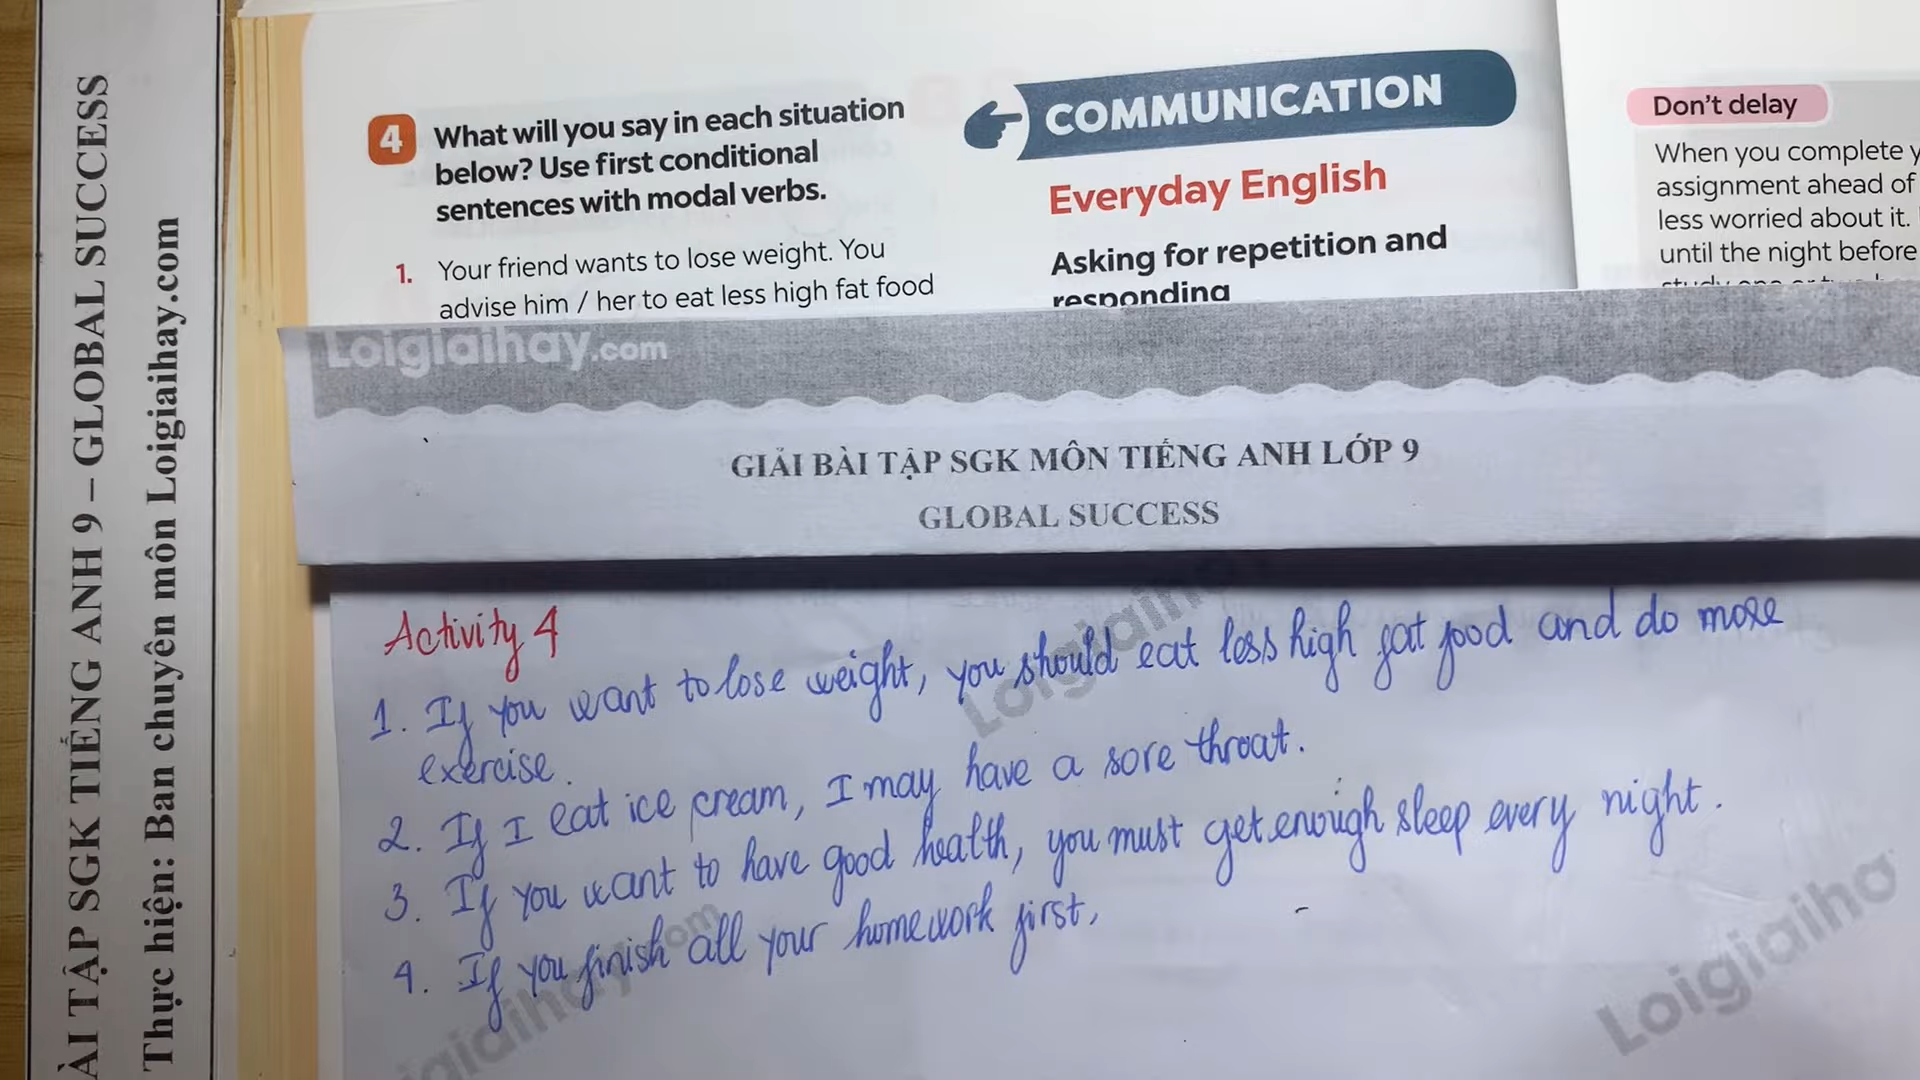 ÀI TẬP SGK TIẾNG ANH 9 – GLOBAL SUCCESS
Thực hiện: Ban chuyên môn Loigiaihay.com
4
What will you say in each situation
below? Use first conditional
sentences with modal verbs.
1. Your friend wants to lose weight. You
advise him / her to eat less high fat food
COMMUNICATION
Everyday English
Asking for repetition and
responding
Don't delay
When you complete y
assignment ahead of
less worried about it.
until the night before
Loigiaihay.com
GIẢI BÀI TẬP SGK MÔN TIẾNG ANH LỚP 9
GLOBAL SUCCESS
Activity 4
1. If you want to lose weight, you should eat less high fat food and do more
exercise.
2. If I eat ice cream, I may have a sore throat.
3. If you want to have good health, you must get enough sleep every night.
4. If you finish all your homework first,
Loigiaiho
giaihay.com
Loigiaiho